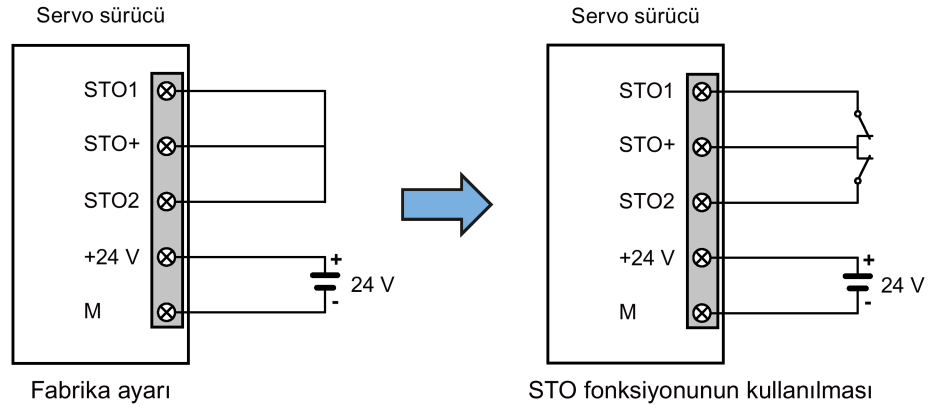 Servo sürücü
STO1
STO+
STO2
+24 V
M
+
-
24 V
Fabrika ayarı
Servo sürücü
STO1
STO+
STO2
+24 V
M
+
-
24 V
STO fonksiyonunun kullanılması